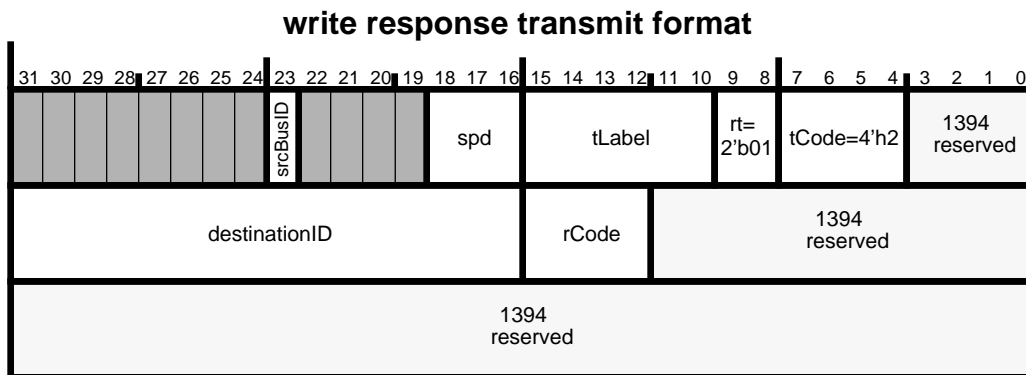 write response transmit format
31 30 29 28 27 26 25 24 23 22 21 20 19 18 17 16 15 14 13 12 11 10 9 8 7 6 5 4 3 2 1 0
srcBusID
spd
tLabel
rt=
2'b01
tCode=4'h2
1394
reserved
destinationID
rCode
1394
reserved
1394
reserved